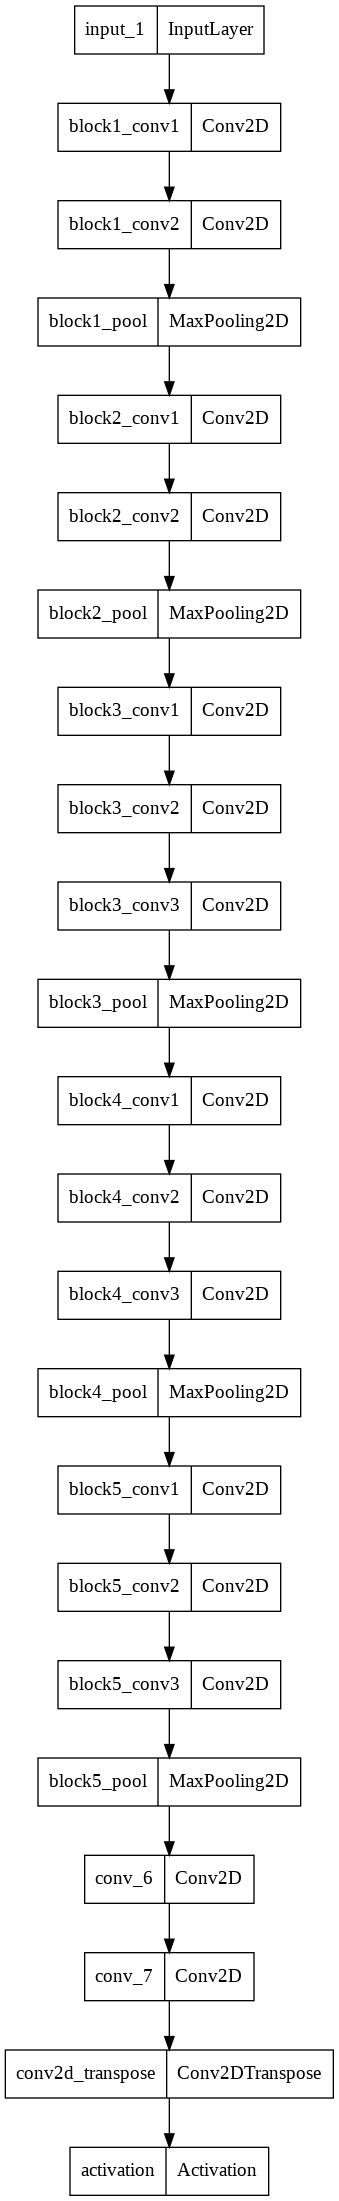 input_1 InputLayer
block1_conv1 Conv2D
block1_conv2 Conv2D
block1_pool MaxPooling2D
block2_conv1 Conv2D
block2_conv2 Conv2D
block2_pool MaxPooling2D
block3_conv1 Conv2D
block3_conv2 Conv2D
block3_conv3 Conv2D
block3_pool MaxPooling2D
block4_conv1 Conv2D
block4_conv2 Conv2D
block4_conv3 Conv2D
block4_pool MaxPooling2D
block5_conv1 Conv2D
block5_conv2 Conv2D
block5_conv3 Conv2D
block5_pool MaxPooling2D
conv_6 Conv2D
conv_7 Conv2D
conv2d_transpose Conv2DTranspose
activation Activation